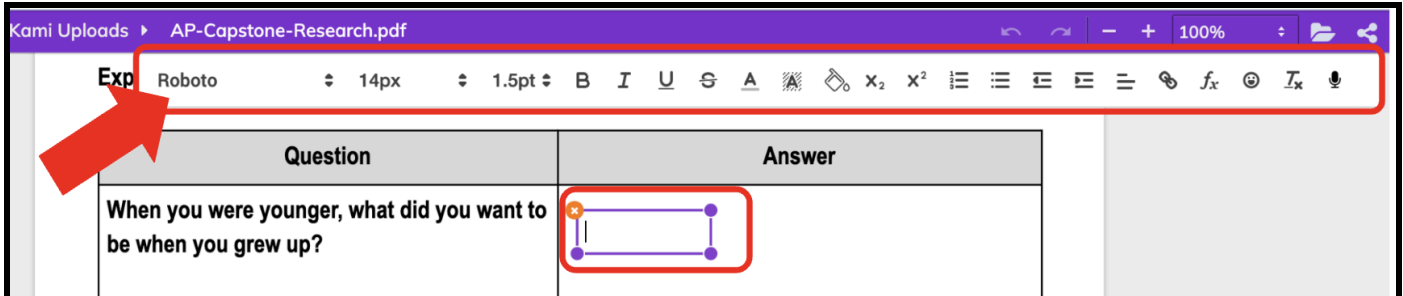 Kami Uploads AP-Capstone-Research.pdf 100%
Exp Roboto 14px 1.5pt B I U S A A X₂ X² fx Tx
Question Answer
When you were younger, what did you want to
be when you grew up?